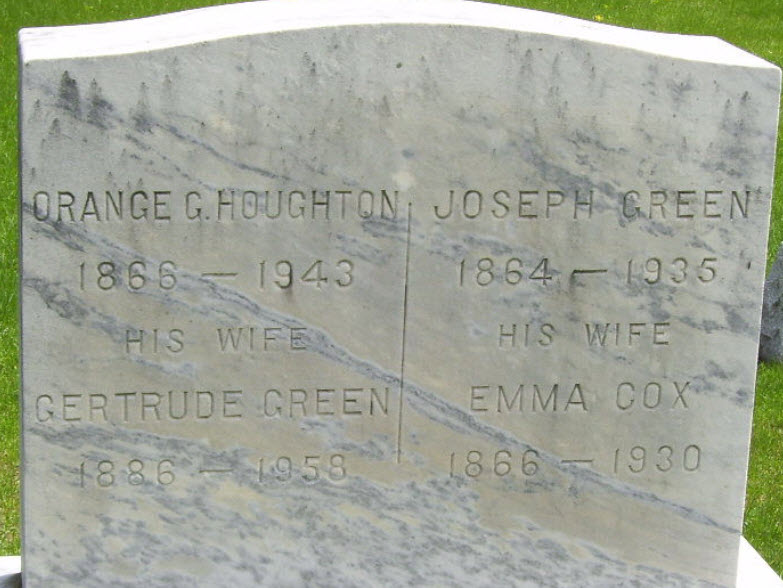 ORANGE G. HOUGHTON
1866 – 1943
HIS WIFE
GERTRUDE GREEN
1886 – 1958
JOSEPH GREEN
1864 – 1935
HIS WIFE
EMMA COX
1866 – 1930